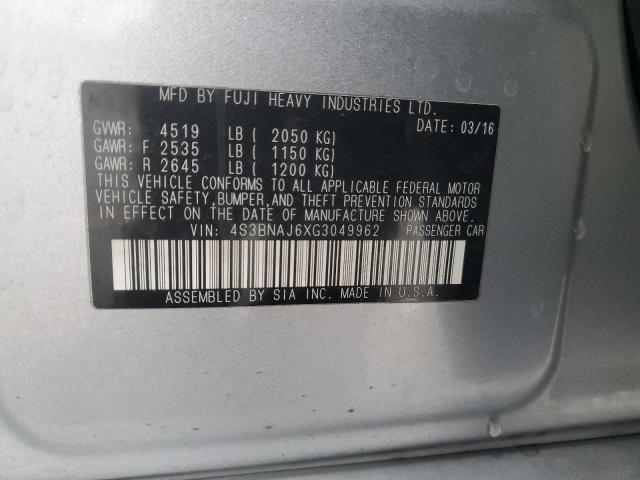 MFD BY FUJI HEAVY INDUSTRIES LTD.
GVWR: 4519 LB ( 2050 KG) DATE: 03/16
GAWR: F 2535 LB ( 1150 KG)
GAWR: R 2645 LB ( 1200 KG)
THIS VEHICLE CONFORMS TO ALL APPLICABLE FEDERAL MOTOR
VEHICLE SAFETY, BUMPER, AND THEFT PREVENTION STANDARDS
IN EFFECT ON THE DATE OF MANUFACTURE SHOWN ABOVE.
VIN: 4S3BNAJ6XG3049962 PASSENGER CAR
ASSEMBLED BY SIA INC. MADE IN U.S.A.